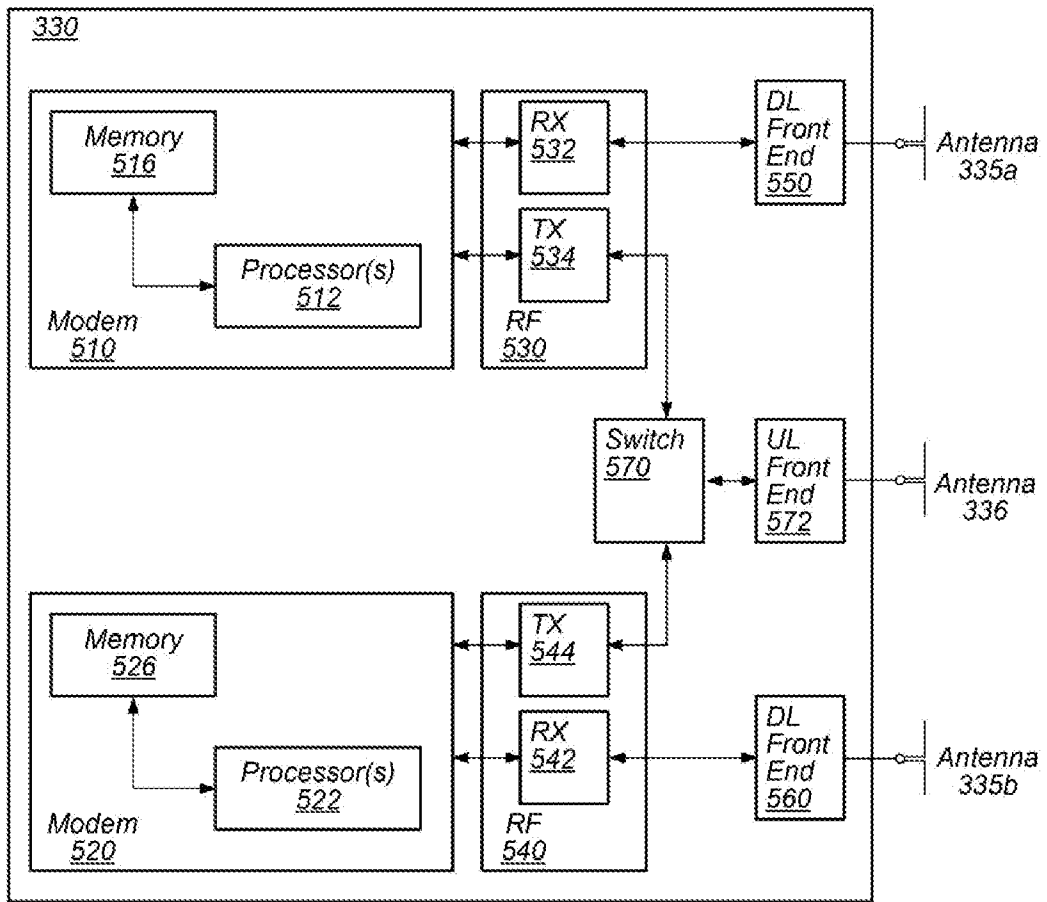 330
Memory
516
Processor(s)
512
Modem
510
RX
532
TX
534
RF
530
DL
Front
End
550
Antenna
335a
Switch
570
UL
Front
End
572
Antenna
336
Memory
526
Processor(s)
522
Modem
520
TX
544
RX
542
RF
540
DL
Front
End
560
Antenna
335b